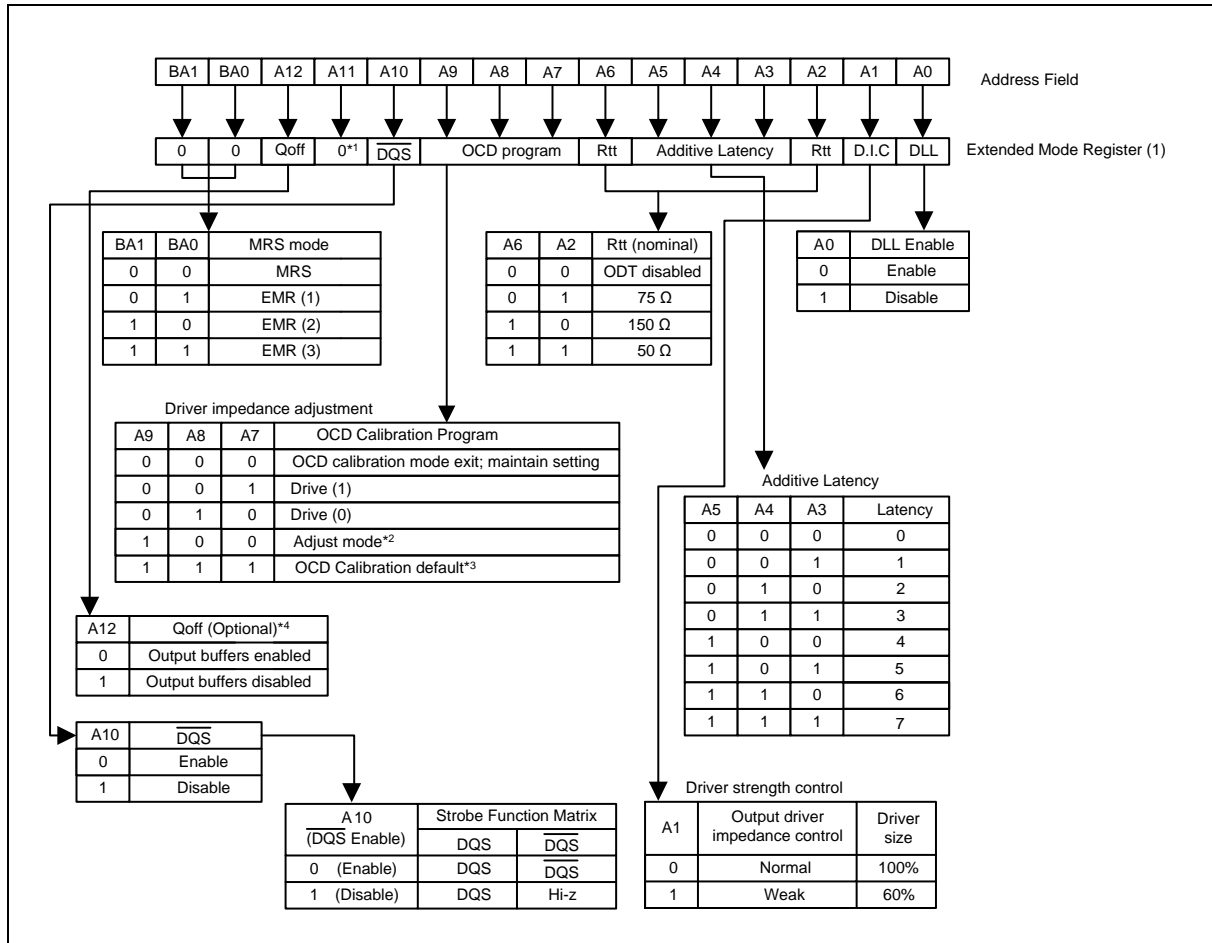 BA1 BA0 A12 A11 A10 A9 A8 A7 A6 A5 A4 A3 A2 A1 A0
Address Field
0 0 Qoff 0*1 DQS OCD program Rtt Additive Latency Rtt D.I.C DLL
Extended Mode Register (1)
BA1 BA0 MRS mode
0 0 MRS
0 1 EMR (1)
1 0 EMR (2)
1 1 EMR (3)
A6 A2 Rtt (nominal)
0 0 ODT disabled
0 1 75 Ω
1 0 150 Ω
1 1 50 Ω
A0 DLL Enable
0 Enable
1 Disable
Driver impedance adjustment
A9 A8 A7 OCD Calibration Program
0 0 0 OCD calibration mode exit; maintain setting
0 0 1 Drive (1)
0 1 0 Drive (0)
1 0 0 Adjust mode*2
1 1 1 OCD Calibration default*3
Additive Latency
A5 A4 A3 Latency
0 0 0 0
0 0 1 1
0 1 0 2
0 1 1 3
1 0 0 4
1 0 1 5
1 1 0 6
1 1 1 7
A12 Qoff (Optional)*4
0 Output buffers enabled
1 Output buffers disabled
A10 DQS
0 Enable
1 Disable
A10
(DQS Enable)
Strobe Function Matrix
DQS DQS
0 (Enable) DQS DQS
1 (Disable) DQS Hi-z
Driver strength control
A1
Output driver
impedance control
Driver
size
0 Normal 100%
1 Weak 60%